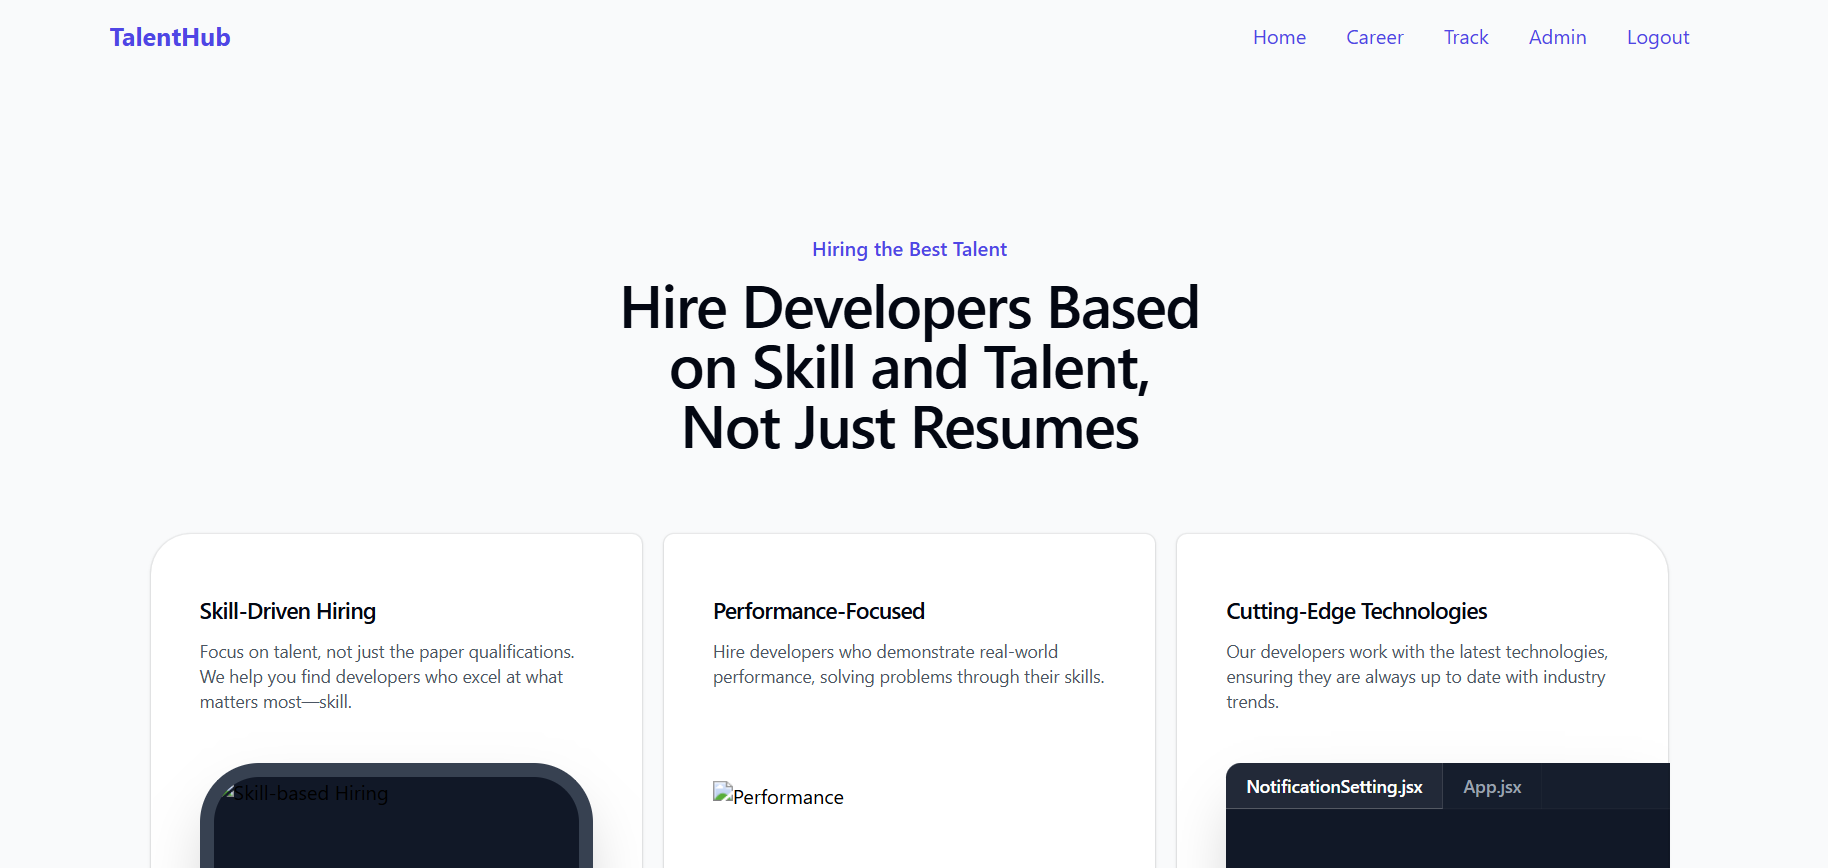 TalentHub
Home Career Track Admin Logout
Hiring the Best Talent
Hire Developers Based
on Skill and Talent,
Not Just Resumes
Skill-Driven Hiring
Focus on talent, not just the paper qualifications.
We help you find developers who excel at what
matters most—skill.
Skill-based Hiring
Performance-Focused
Hire developers who demonstrate real-world
performance, solving problems through their skills.
Performance
Cutting-Edge Technologies
Our developers work with the latest technologies,
ensuring they are always up to date with industry
trends.
NotificationSetting.jsx App.jsx